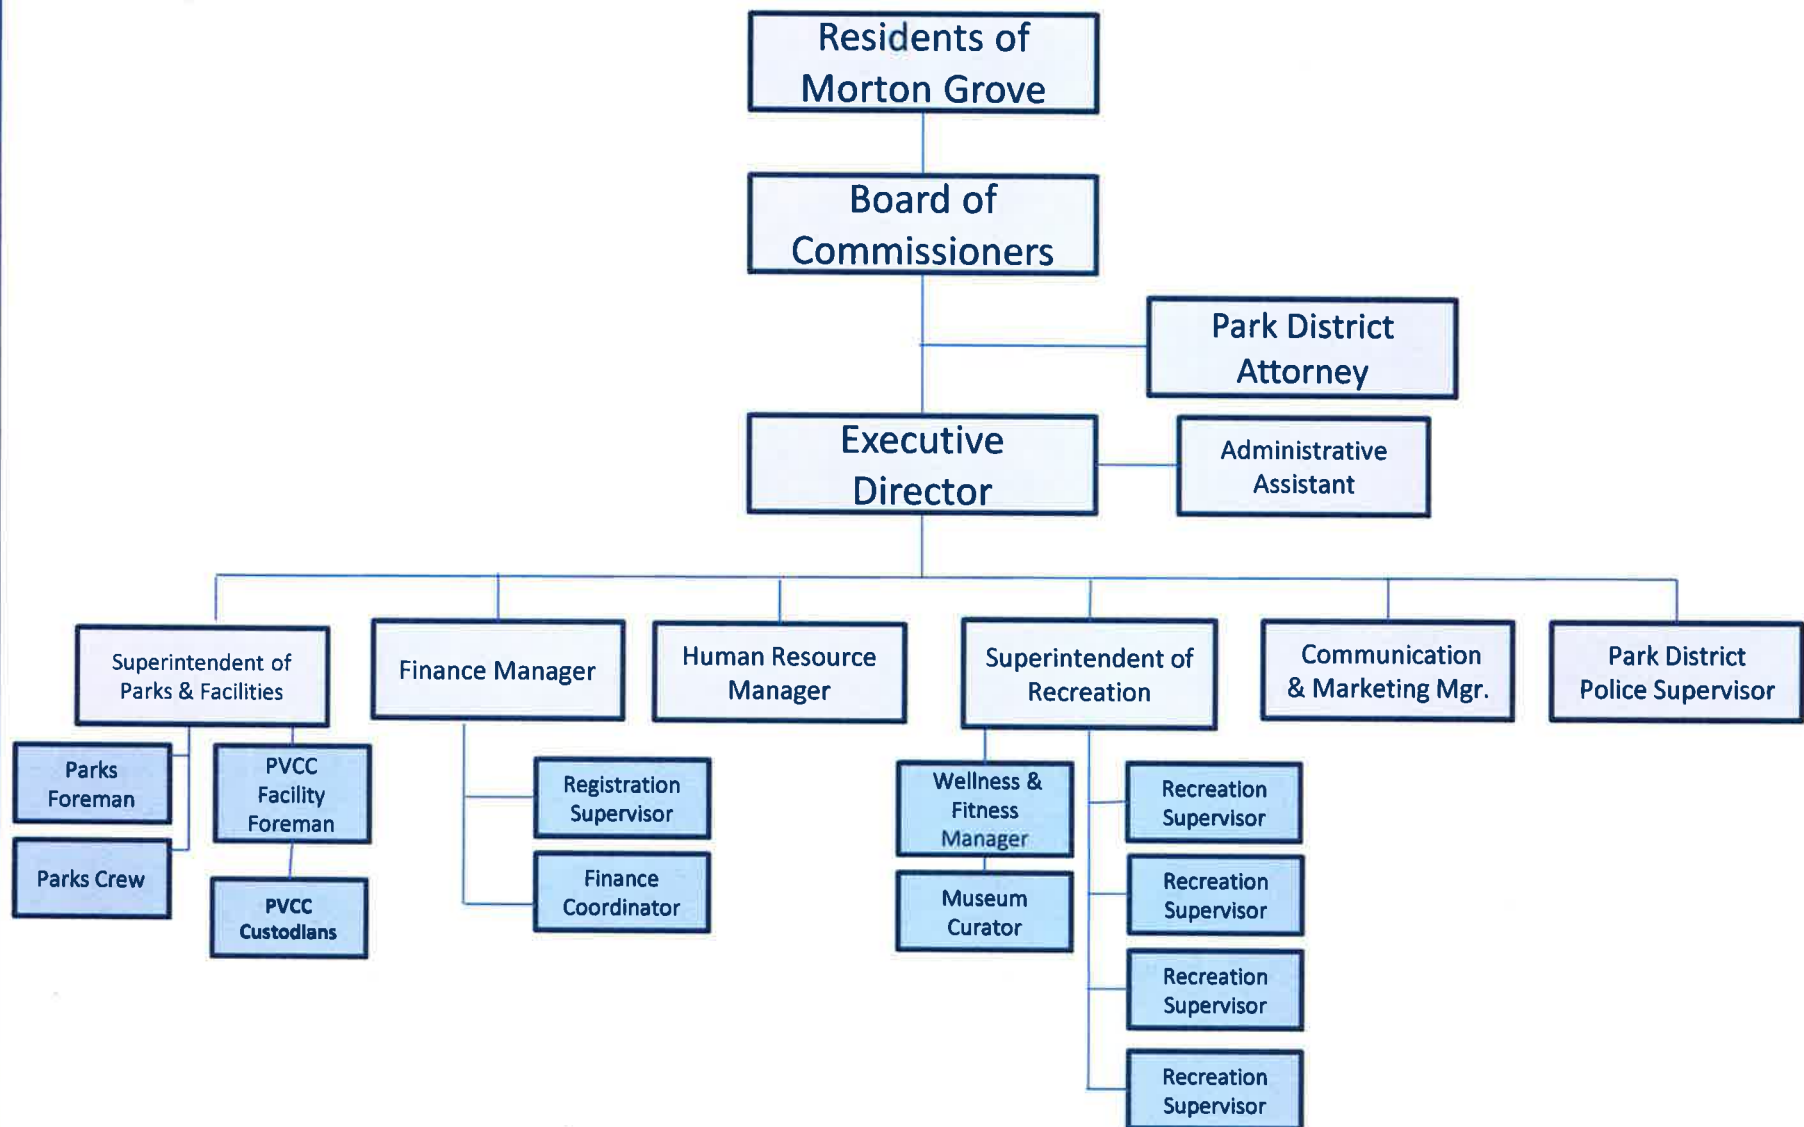 Residents of
Morton Grove
Board of
Commissioners
Park District
Attorney
Executive
Director
Administrative
Assistant
Superintendent of
Parks & Facilities
Finance Manager
Human Resource
Manager
Superintendent of
Recreation
Communication
& Marketing Mgr.
Park District
Police Supervisor
Parks
Foreman
PVCC
Facility
Foreman
Parks Crew
PVCC
Custodians
Registration
Supervisor
Finance
Coordinator
Wellness &
Fitness
Manager
Museum
Curator
Recreation
Supervisor
Recreation
Supervisor
Recreation
Supervisor
Recreation
Supervisor